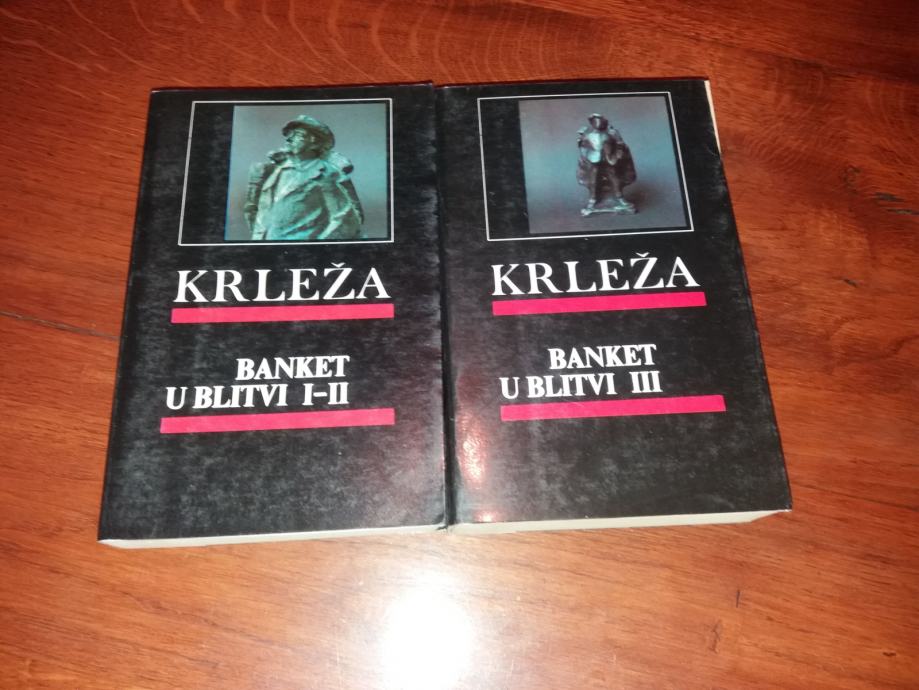 KRLEŽA
BANKET
U BLITVI I-II
KRLEŽA
BANKET
U BLITVI III